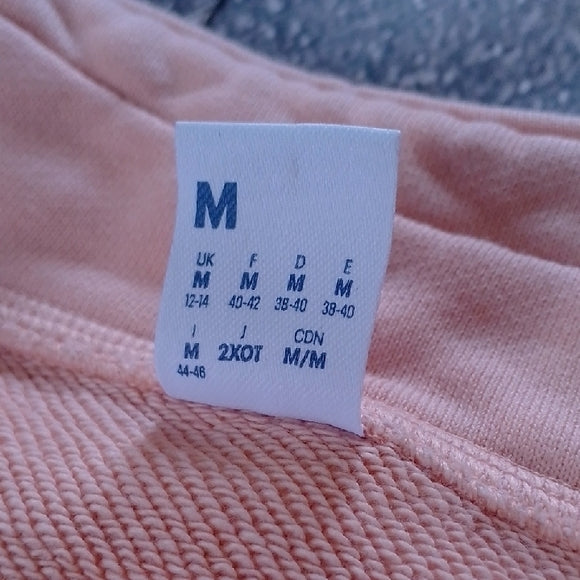 M
UK F D E
M M M M
12-14 40-42 38-40 38-40
I J CDN
M 2XOT M/M
44-46